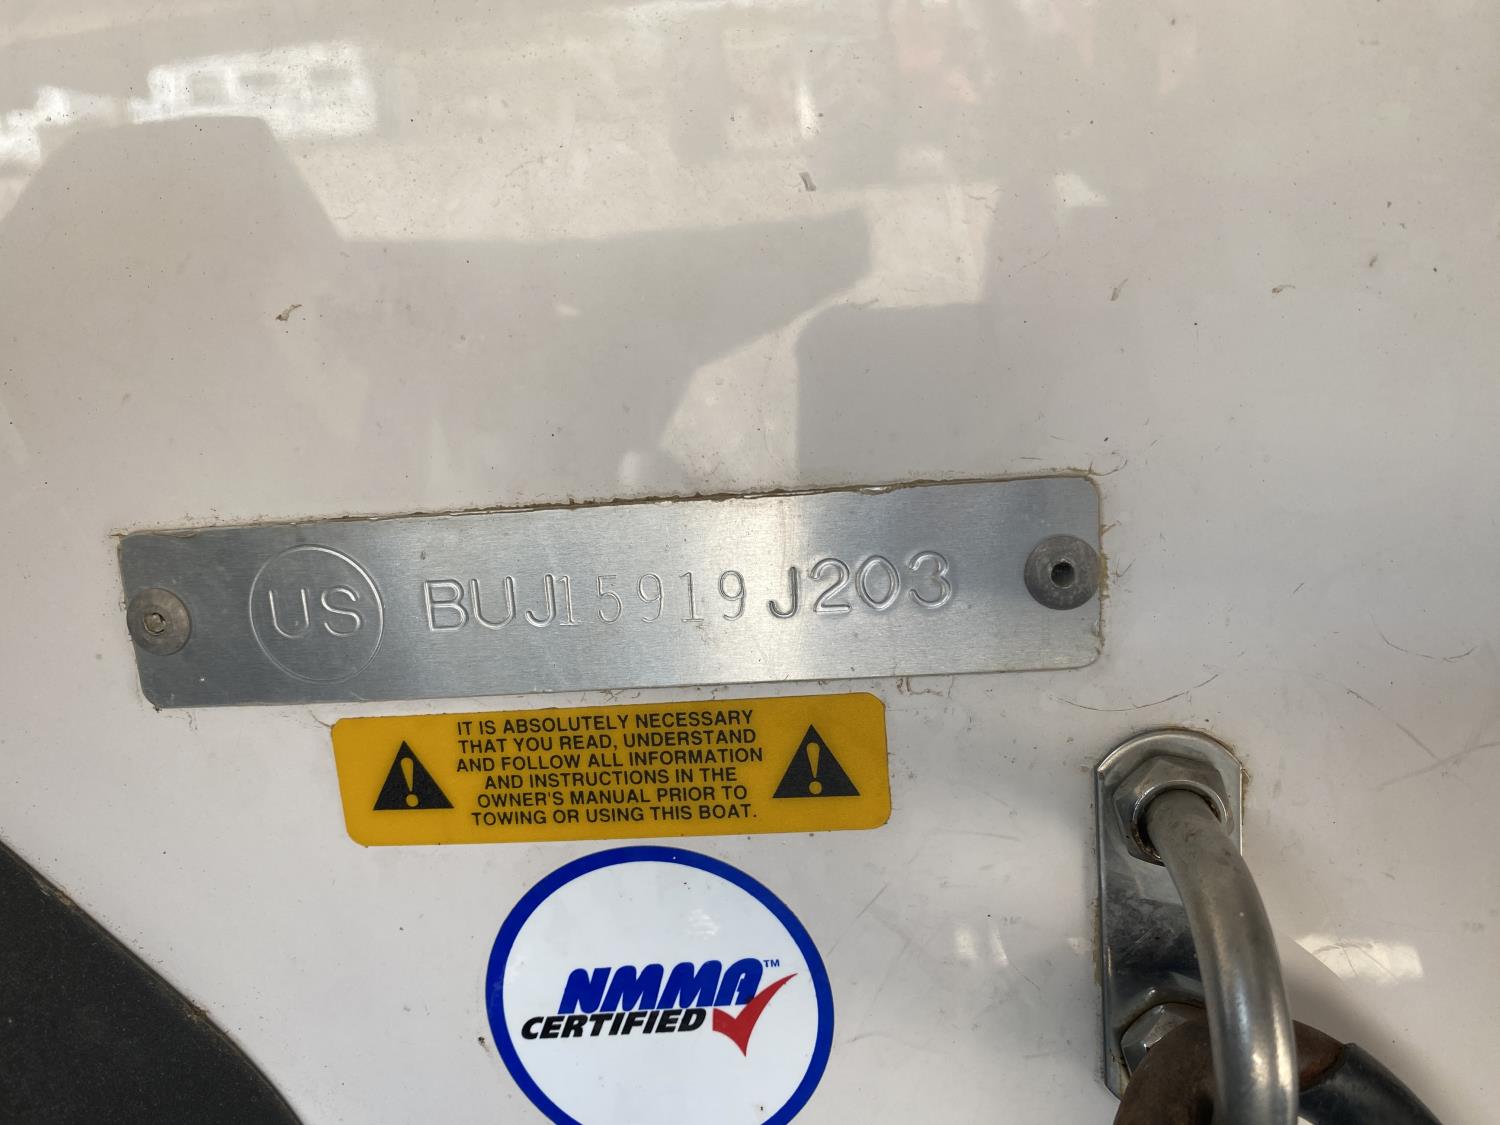 US BUJ15919J203
IT IS ABSOLUTELY NECESSARY
THAT YOU READ, UNDERSTAND
AND FOLLOW ALL INFORMATION
AND INSTRUCTIONS IN THE
OWNER'S MANUAL PRIOR TO
TOWING OR USING THIS BOAT.
NMMA™
CERTIFIED